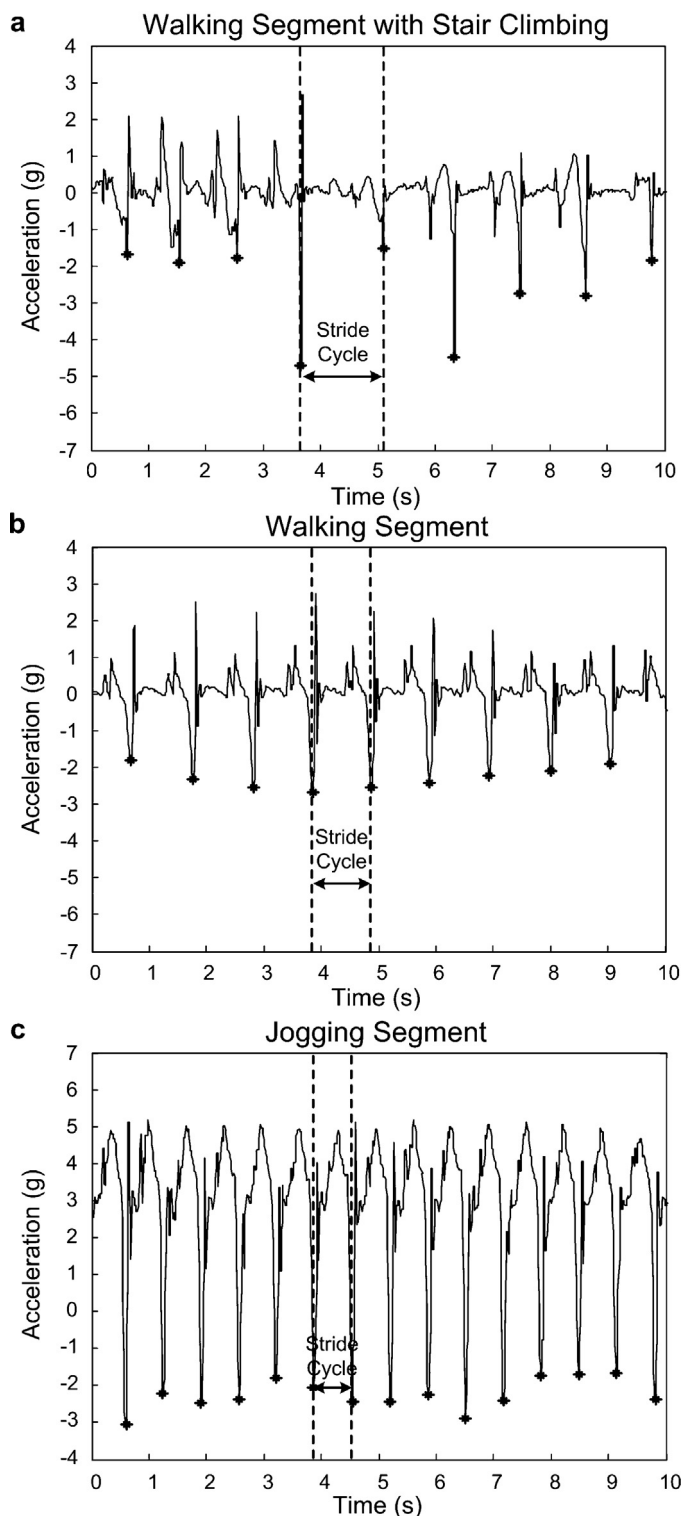 a
Walking Segment with Stair Climbing
4
3
2
1
0
-1
-2
-3
-4
-5
-6
-7
Acceleration (g)
Stride
Cycle
0 1 2 3 4 5 6 7 8 9 10
Time (s)
b
Walking Segment
4
3
2
1
0
-1
-2
-3
-4
-5
-6
-7
Acceleration (g)
Stride
Cycle
0 1 2 3 4 5 6 7 8 9 10
Time (s)
c
Jogging Segment
7
6
5
4
3
2
1
0
-1
-2
-3
-4
Acceleration (g)
Stride
Cycle
0 1 2 3 4 5 6 7 8 9 10
Time (s)